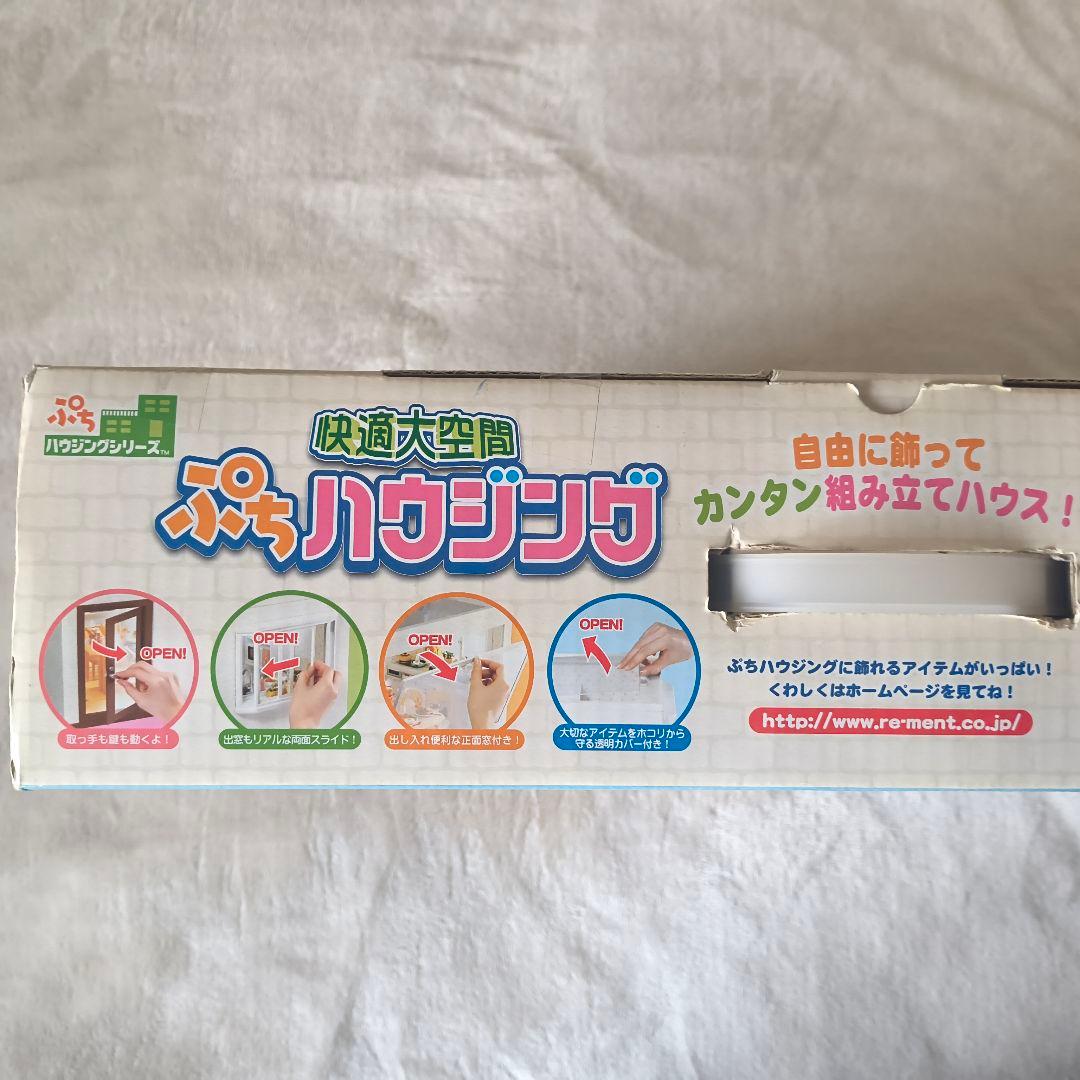 ぷち
ハウジングシリーズ™
快適大空間
ぷちハウジング
自由に飾って
カンタン組み立てハウス！
OPEN!
取っ手も鍵も動くよ！
OPEN!
出窓もリアルな両面スライド！
OPEN!
出し入れ便利な正面窓付き！
OPEN!
大切なアイテムをホコリから
守る透明カバー付き！
ぷちハウジングに飾れるアイテムがいっぱい！
くわしくはホームページを見てね！
http://www.re-ment.co.jp/